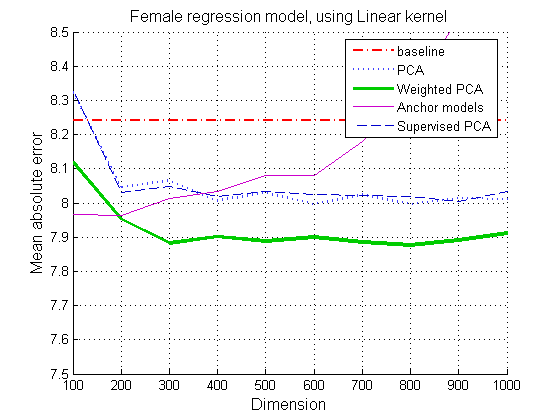 Female regression model, using Linear kernel
8.5
8.4
8.3
8.2
8.1
8
7.9
7.8
7.7
7.6
7.5
Mean absolute error
baseline
PCA
Weighted PCA
Anchor models
Supervised PCA
100 200 300 400 500 600 700 800 900 1000
Dimension